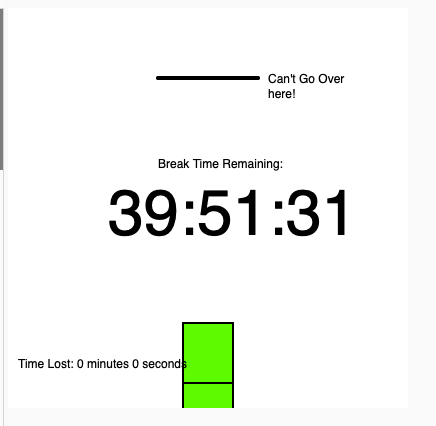 Can't Go Over
here!
Break Time Remaining:
39:51:31
Time Lost: 0 minutes 0 seconds